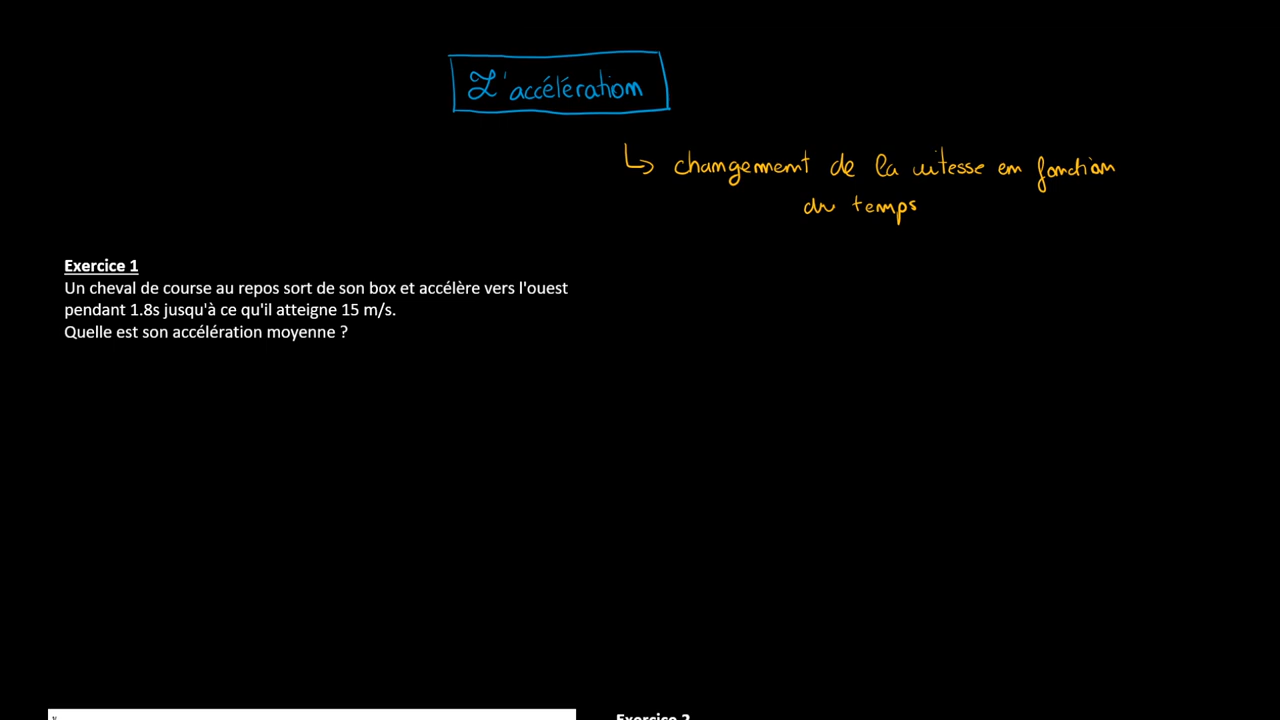 L'accélération
↳ changement de la vitesse en fonction
du temps
Exercice 1
Un cheval de course au repos sort de son box et accélère vers l'ouest
pendant 1.8s jusqu'à ce qu'il atteigne 15 m/s.
Quelle est son accélération moyenne ?
v
Exercice 2